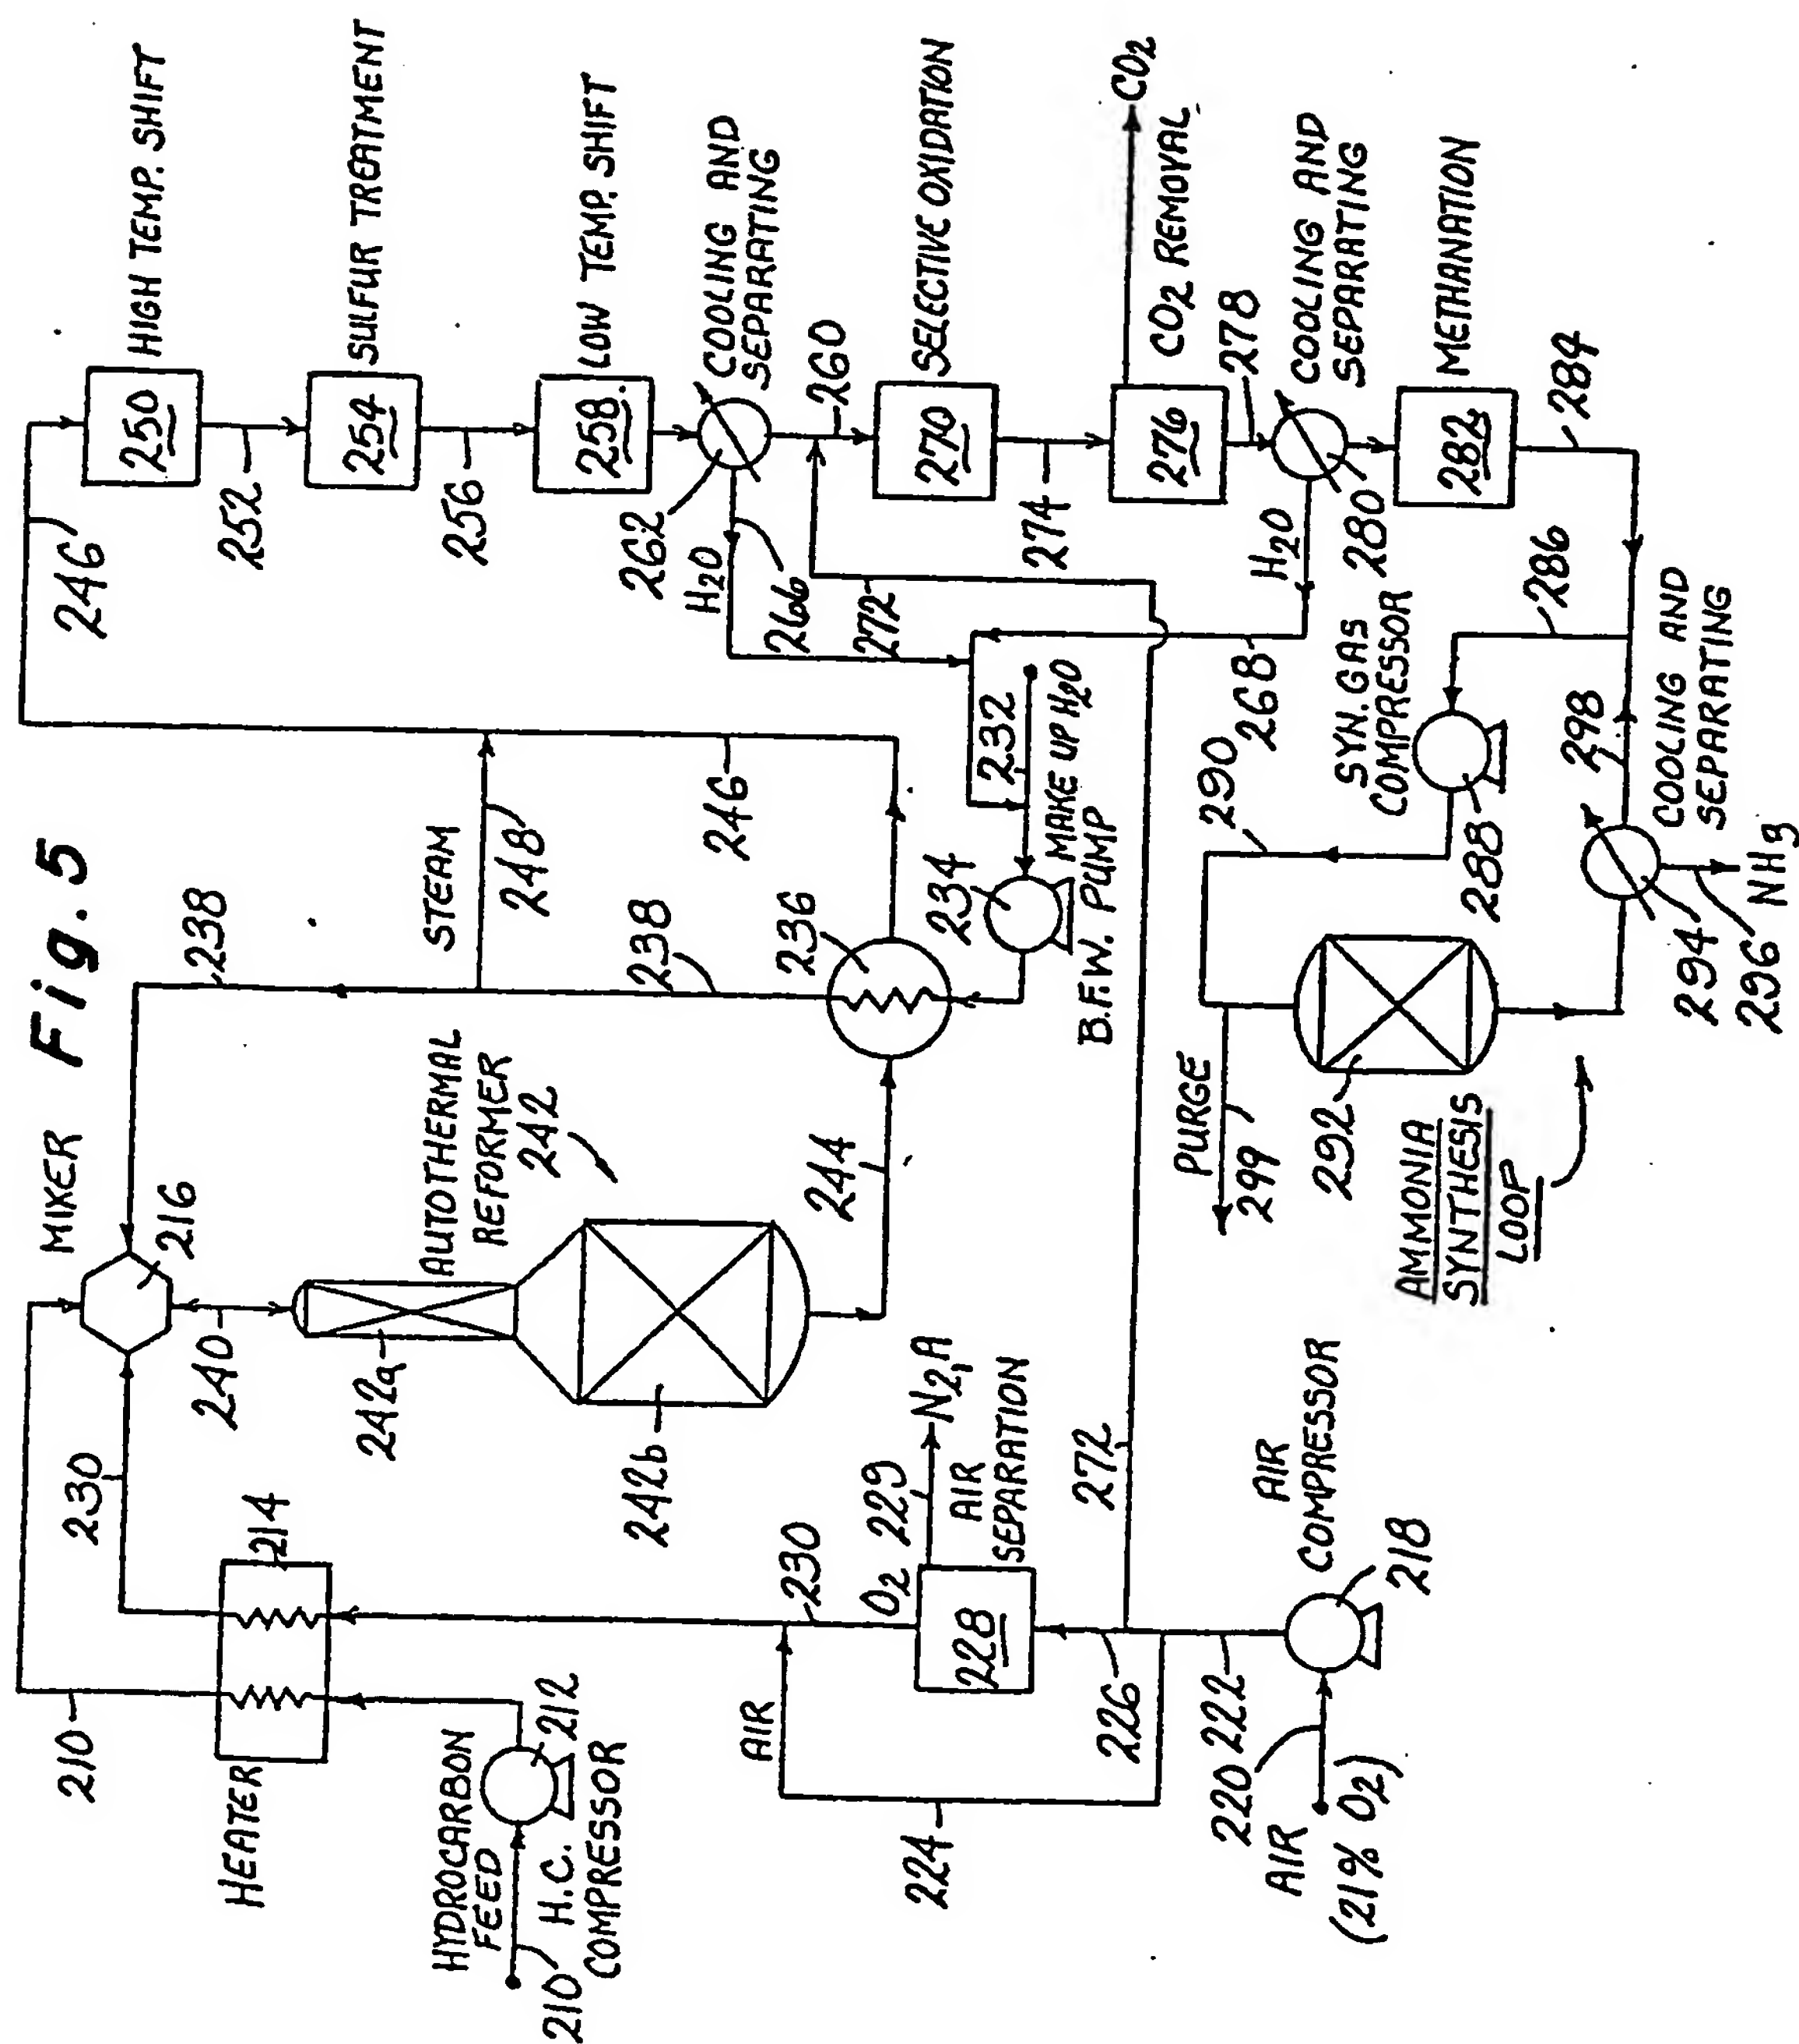 Fig. 5
HYDROCARBON
FEED
210
H.C.
COMPRESSOR
212
HEATER
214
210
230
MIXER
216
240
AUTOTHERMAL
REFORMER
242
242a
242b
244
238
STEAM
248
238
236
246
246
AIR
(21% O2)
220
222
218
AIR
COMPRESSOR
226
224
AIR
228
AIR
SEPARATION
229
N2,A
O2
230
272
234
B.F.W. PUMP
MAKE UP H2O
232
250
HIGH TEMP. SHIFT
252
254
SULFUR TREATMENT
256
258
LOW TEMP. SHIFT
262
COOLING AND
SEPARATING
H2O
266
272
260
270
SELECTIVE OXIDATION
274
276
CO2 REMOVAL
CO2
278
COOLING AND
SEPARATING
280
H2O
268
282
METHANATION
284
286
SYN. GAS
COMPRESSOR
288
290
PURGE
299
292
AMMONIA
SYNTHESIS
LOOP
294
COOLING AND
SEPARATING
298
296
NH3